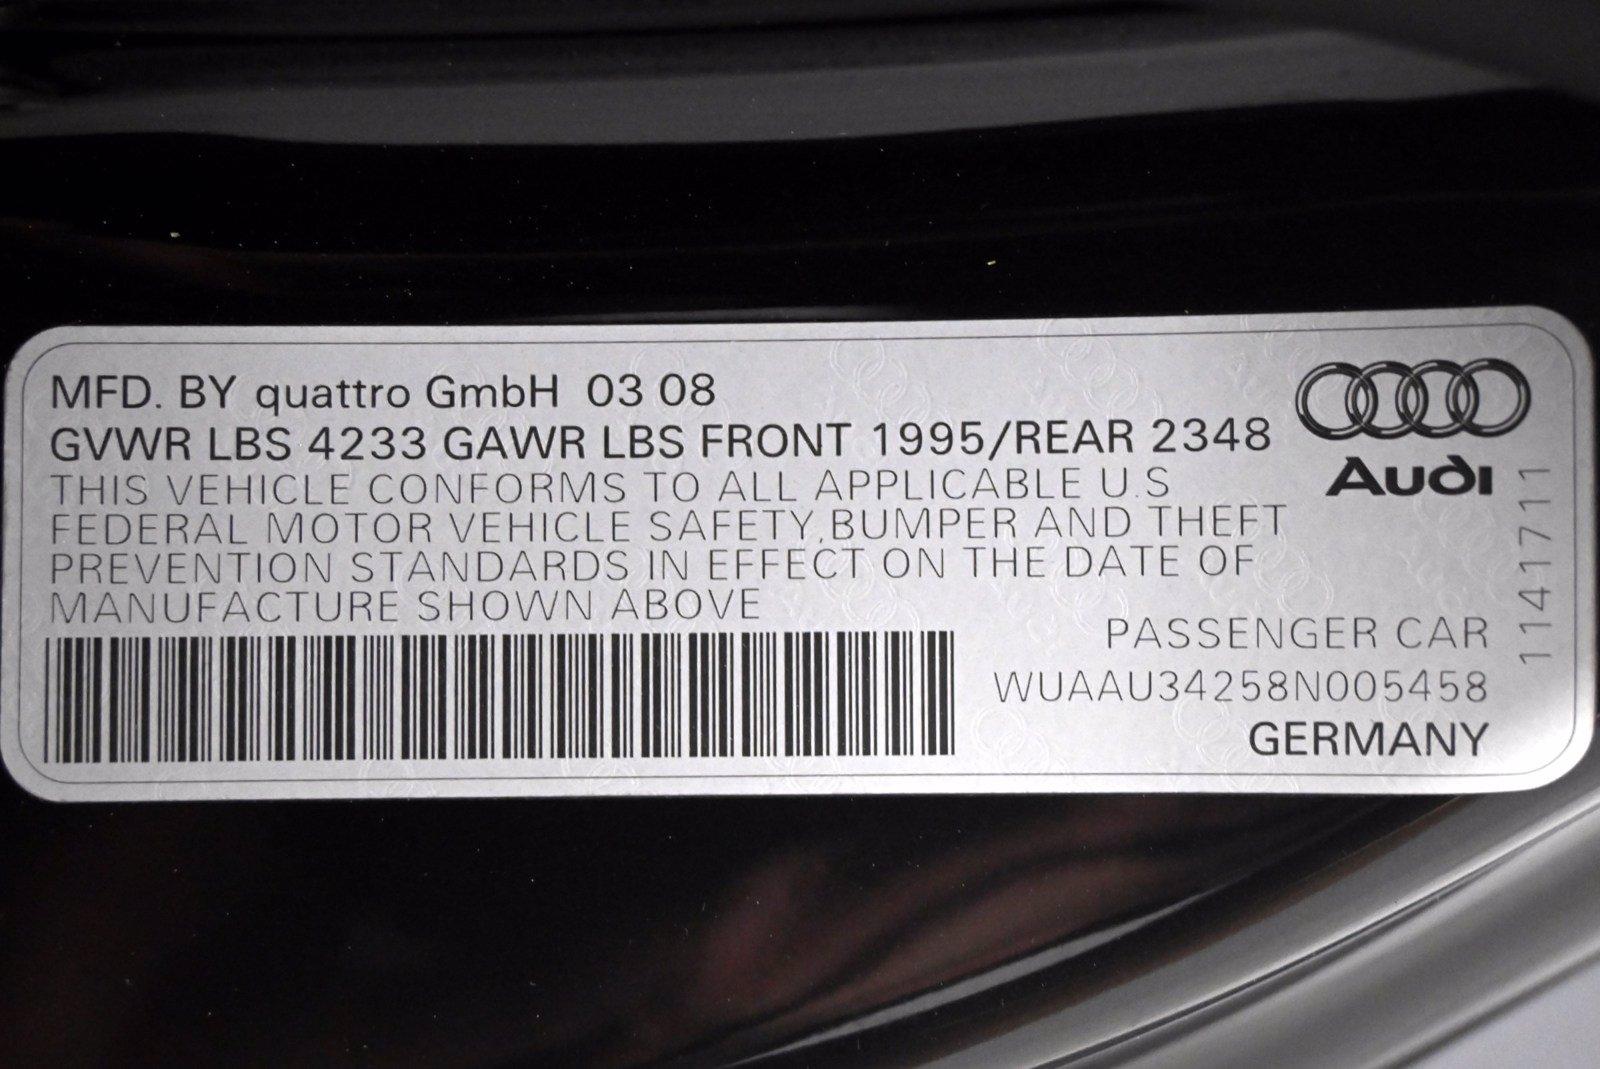 MFD. BY quattro GmbH 03 08
GVWR LBS 4233 GAWR LBS FRONT 1995/REAR 2348
THIS VEHICLE CONFORMS TO ALL APPLICABLE U.S
FEDERAL MOTOR VEHICLE SAFETY, BUMPER AND THEFT
PREVENTION STANDARDS IN EFFECT ON THE DATE OF
MANUFACTURE SHOWN ABOVE
Audi
1141711
PASSENGER CAR
WUAAU34258N005458
GERMANY